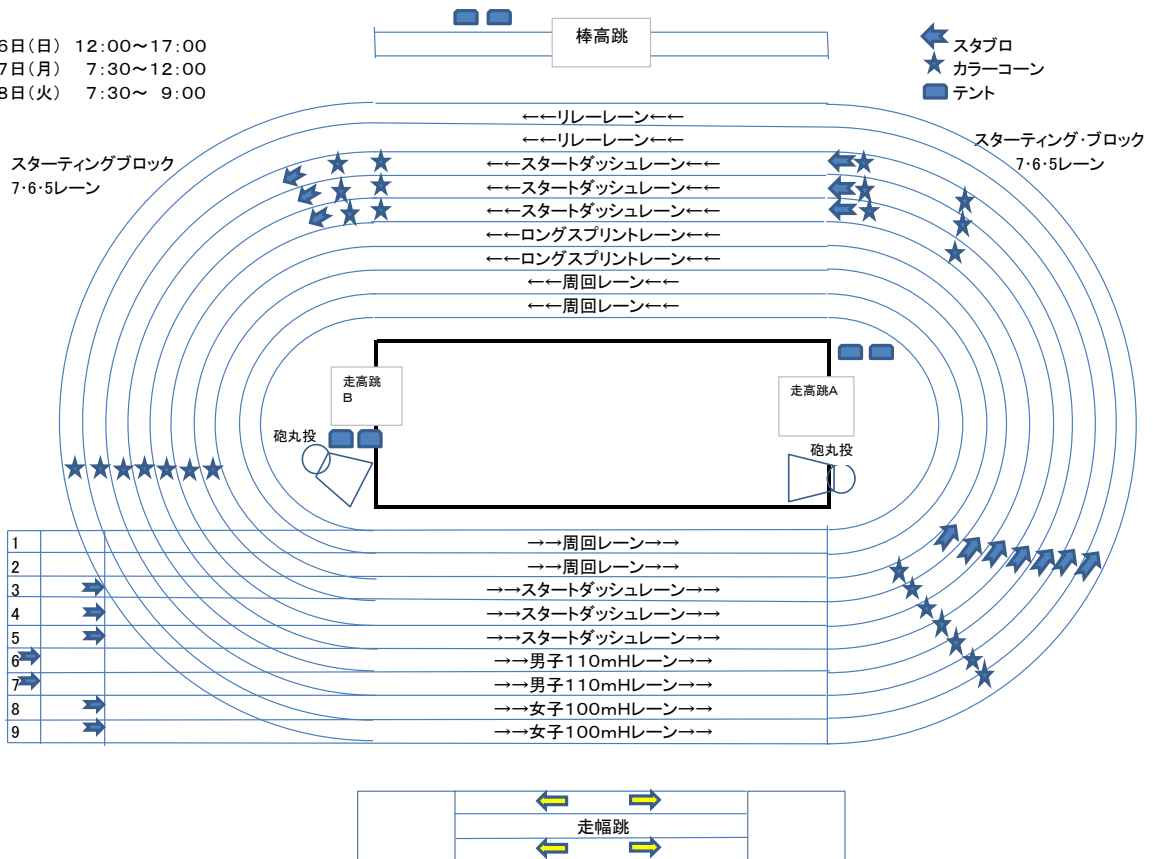 6日(日) 12:00~17:00
7日(月) 7:30~12:00
8日(火) 7:30~ 9:00
棒高跳
スタブロ
カラーコーン
テント
スターティングブロック
7・6・5レーン
スターティング・ブロック
7・6・5レーン
←←リレーレーン←←
←←リレーレーン←←
←←スタートダッシュレーン←←
←←スタートダッシュレーン←←
←←スタートダッシュレーン←←
←←ロングスプリントレーン←←
←←ロングスプリントレーン←←
←←周回レーン←←
←←周回レーン←←
走高跳
B
走高跳A
砲丸投
砲丸投
1 →→周回レーン→→
2 →→周回レーン→→
3 →→スタートダッシュレーン→→
4 →→スタートダッシュレーン→→
5 →→スタートダッシュレーン→→
6 →→男子110mHレーン→→
7 →→男子110mHレーン→→
8 →→女子100mHレーン→→
9 →→女子100mHレーン→→
走幅跳